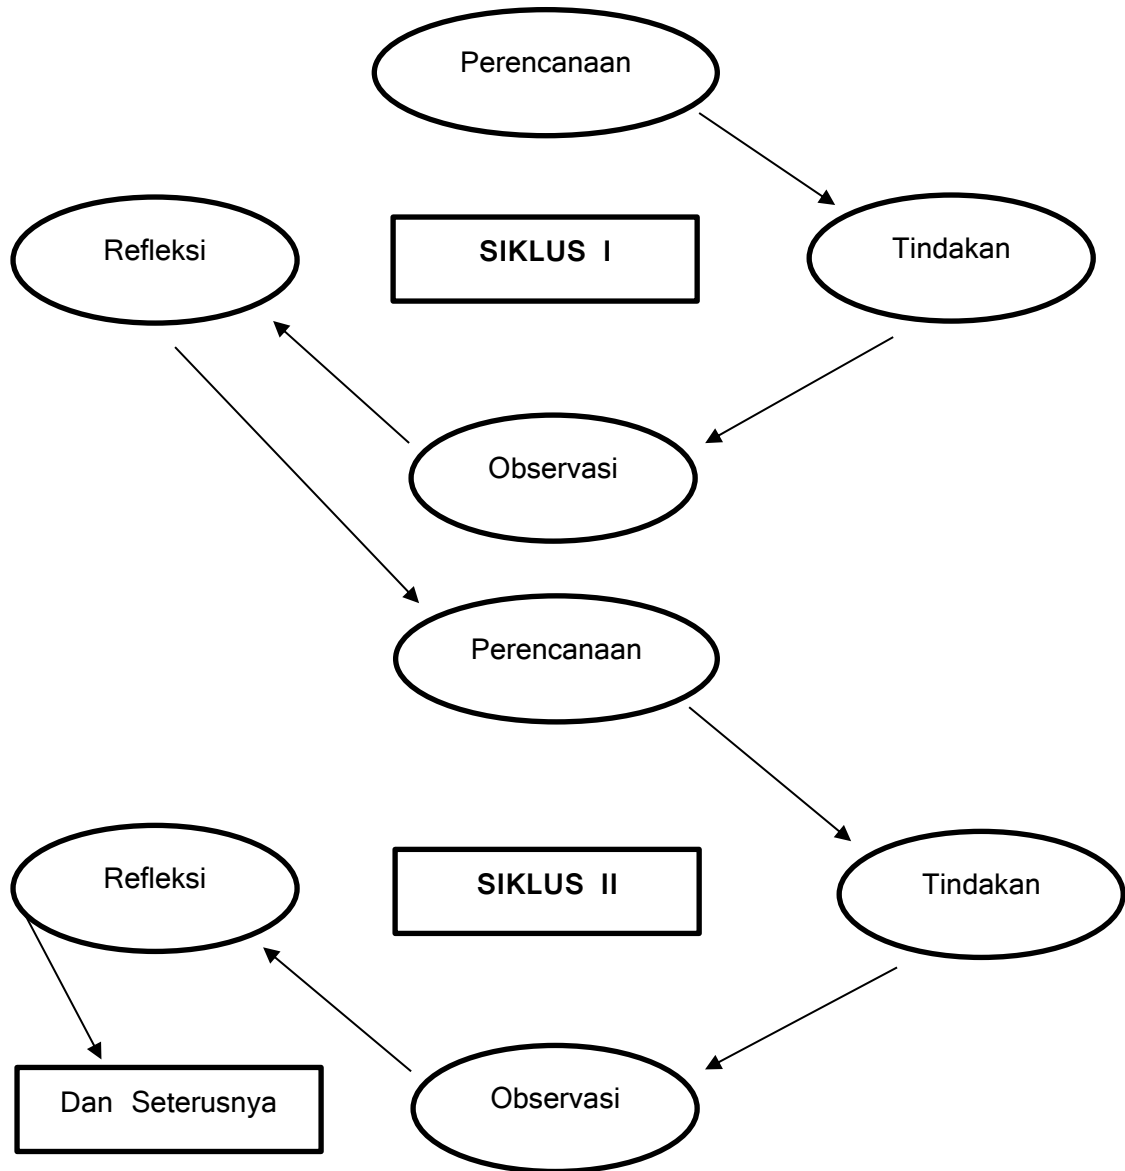 Perencanaan
Refleksi
SIKLUS I
Tindakan
Observasi
Perencanaan
Refleksi
SIKLUS II
Tindakan
Dan Seterusnya
Observasi